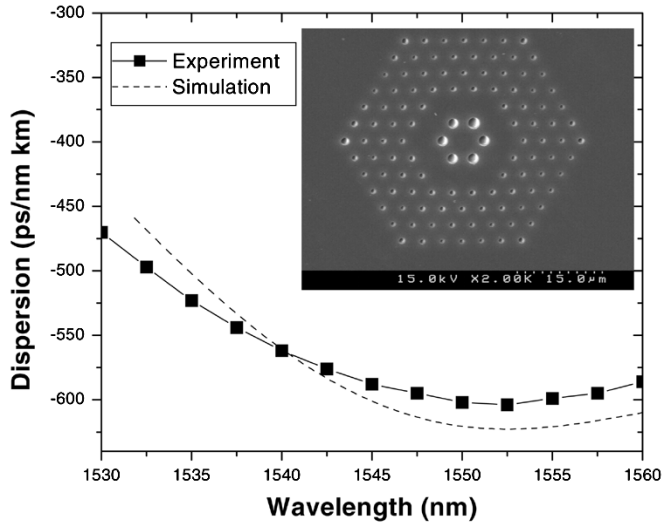 -300
-350
-400
-450
-500
-550
-600
Dispersion (ps/nm km)
Experiment
Simulation
15.0kV X2.00K 15.0µm
1530 1535 1540 1545 1550 1555 1560
Wavelength (nm)